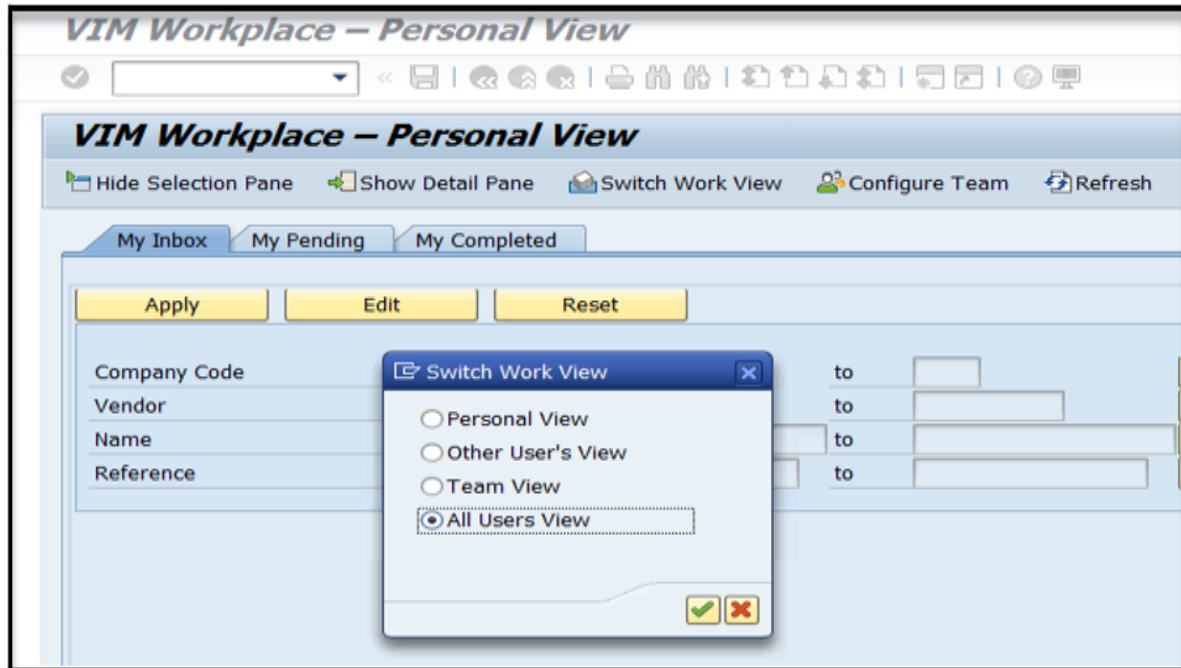 VIM Workplace – Personal View
VIM Workplace – Personal View
Hide Selection Pane Show Detail Pane Switch Work View Configure Team Refresh
My Inbox My Pending My Completed
Apply Edit Reset
Company Code to
Vendor to
Name to
Reference to
Switch Work View
Personal View
Other User's View
Team View
All Users View